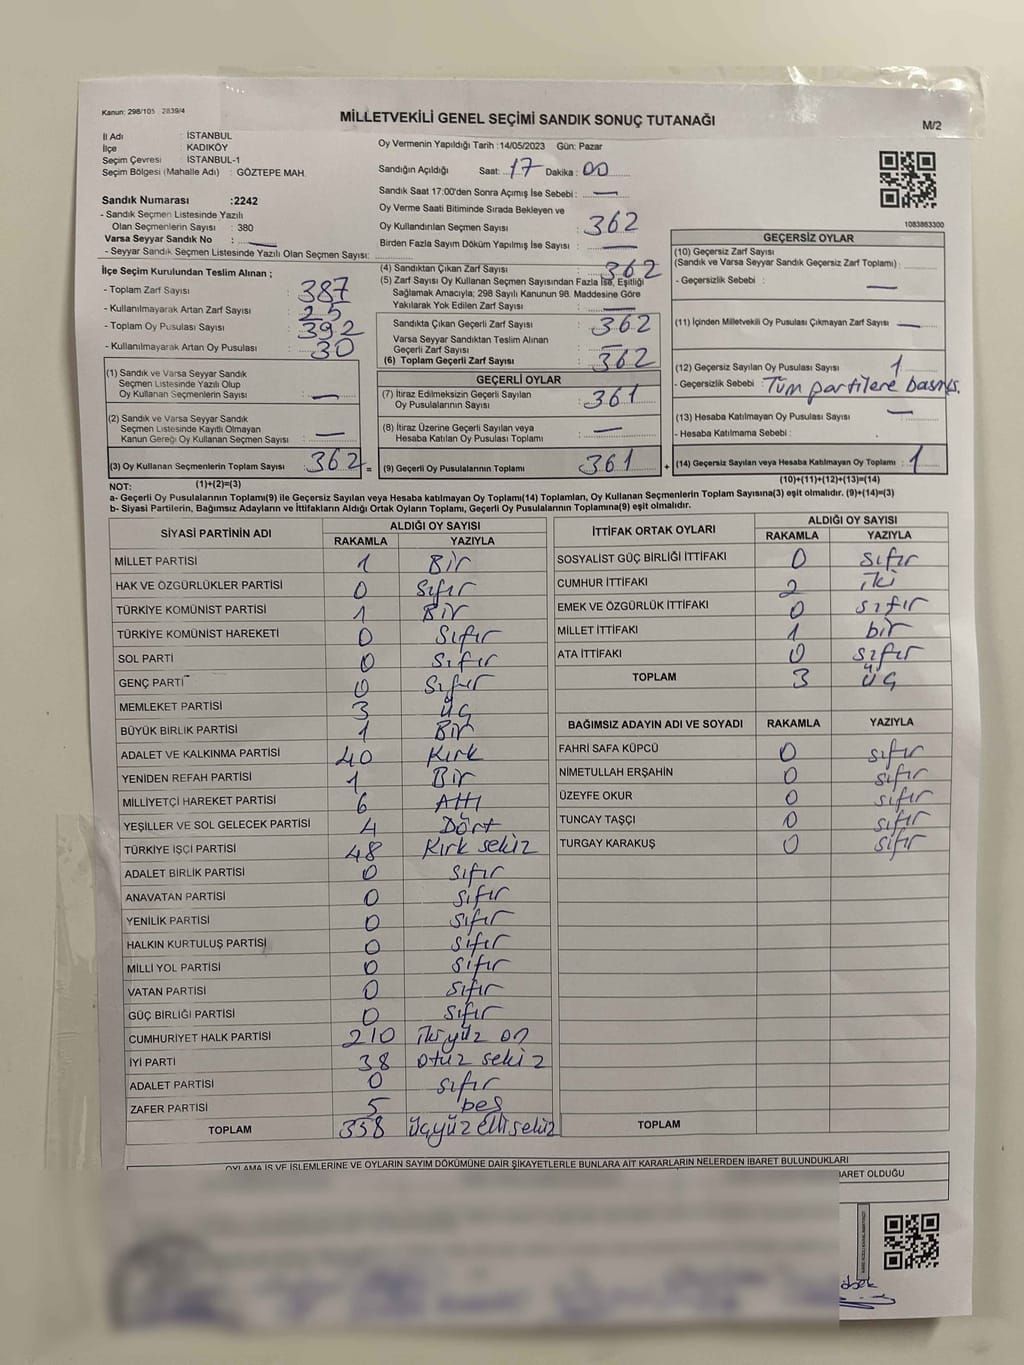 Kanun: 298/105 2839/4
MİLLETVEKİLİ GENEL SEÇİMİ SANDIK SONUÇ TUTANAĞI
M/2
İl Adı : İSTANBUL
İlçe : KADIKÖY
Seçim Çevresi : İSTANBUL-1
Seçim Bölgesi (Mahalle Adı) : GÖZTEPE MAH.
Sandık Numarası :2242
- Sandık Seçmen Listesinde Yazılı
Olan Seçmenlerin Sayısı : 380
Varsa Seyyar Sandık No : —
- Seyyar Sandık Seçmen Listesinde Yazılı Olan Seçmen Sayısı:
İlçe Seçim Kurulundan Teslim Alınan ;
- Toplam Zarf Sayısı : 387
- Kullanılmayarak Artan Zarf Sayısı : 25
- Toplam Oy Pusulası Sayısı : 392
- Kullanılmayarak Artan Oy Pusulası : 30
(1) Sandık ve Varsa Seyyar Sandık
Seçmen Listesinde Yazılı Olup
Oy Kullanan Seçmenlerin Sayısı : —
(2) Sandık ve Varsa Seyyar Sandık
Seçmen Listesinde Kayıtlı Olmayan
Kanun Gereği Oy Kullanan Seçmen Sayısı : —
(3) Oy Kullanan Seçmenlerin Toplam Sayısı : 362 =
Oy Vermenin Yapıldığı Tarih :14/05/2023 Gün: Pazar
Sandığın Açıldığı Saat: 17 Dakika : 00
Sandık Saat 17:00'den Sonra Açımış İse Sebebi : —
Oy Verme Saati Bitiminde Sırada Bekleyen ve
Oy Kullandırılan Seçmen Sayısı : 362
Birden Fazla Sayım Döküm Yapılmış İse Sayısı : —
(4) Sandıktan Çıkan Zarf Sayısı : 362
(5) Zarf Sayısı Oy Kullanan Seçmen Sayısından Fazla İse, Eşitliği
Sağlamak Amacıyla; 298 Sayılı Kanunun 98. Maddesine Göre
Yakılarak Yok Edilen Zarf Sayısı : —
Sandıkta Çıkan Geçerli Zarf Sayısı : 362
Varsa Seyyar Sandıktan Teslim Alınan
Geçerli Zarf Sayısı : —
(6) Toplam Geçerli Zarf Sayısı : 362
GEÇERLİ OYLAR
(7) İtiraz Edilmeksizin Geçerli Sayılan
Oy Pusulalarının Sayısı : 361
(8) İtiraz Üzerine Geçerli Sayılan veya
Hesaba Katılan Oy Pusulası Toplamı : —
(9) Geçerli Oy Pusulalarının Toplamı : 361 +
1083863300
GEÇERSİZ OYLAR
(10) Geçersiz Zarf Sayısı
(Sandık ve Varsa Seyyar Sandık Geçersiz Zarf Toplamı) :
- Geçersizlik Sebebi : —
(11) İçinden Milletvekili Oy Pusulası Çıkmayan Zarf Sayısı : —
(12) Geçersiz Sayılan Oy Pusulası Sayısı : 1
- Geçersizlik Sebebi : Tüm partilere basmış.
(13) Hesaba Katılmayan Oy Pusulası Sayısı : —
- Hesaba Katılmama Sebebi :
(14) Geçersiz Sayılan veya Hesaba Katılmayan Oy Toplamı : 1
NOT: (1)+(2)=(3) (10)+(11)+(12)+(13)=(14)
a- Geçerli Oy Pusulalarının Toplamı(9) ile Geçersiz Sayılan veya Hesaba katılmayan Oy Toplamı(14) Toplamları, Oy Kullanan Seçmenlerin Toplam Sayısına(3) eşit olmalıdır. (9)+(14)=(3)
b- Siyasi Partilerin, Bağımsız Adayların ve İttifakların Aldığı Ortak Oyların Toplamı, Geçerli Oy Pusulalarının Toplamına(9) eşit olmalıdır.
SİYASİ PARTİNİN ADI ALDIĞI OY SAYISI
RAKAMLA YAZIYLA
MİLLET PARTİSİ 1 Bir
HAK VE ÖZGÜRLÜKLER PARTİSİ 0 Sıfır
TÜRKİYE KOMÜNİST PARTİSİ 1 Bir
TÜRKİYE KOMÜNİST HAREKETİ 0 Sıfır
SOL PARTİ 0 Sıfır
GENÇ PARTİ 0 Sıfır
MEMLEKET PARTİSİ 3 üç
BÜYÜK BİRLİK PARTİSİ 1 Bir
ADALET VE KALKINMA PARTİSİ 40 Kırk
YENİDEN REFAH PARTİSİ 1 Bir
MİLLİYETÇİ HAREKET PARTİSİ 6 Altı
YEŞİLLER VE SOL GELECEK PARTİSİ 4 Dört
TÜRKİYE İŞÇİ PARTİSİ 48 Kırk sekiz
ADALET BİRLİK PARTİSİ 0 sıfır
ANAVATAN PARTİSİ 0 sıfır
YENİLİK PARTİSİ 0 sıfır
HALKIN KURTULUŞ PARTİSİ 0 sıfır
MİLLİ YOL PARTİSİ 0 sıfır
VATAN PARTİSİ 0 sıfır
GÜÇ BİRLİĞİ PARTİSİ 0 sıfır
CUMHURİYET HALK PARTİSİ 210 ikiyüz on
İYİ PARTİ 38 otuz sekiz
ADALET PARTİSİ 0 sıfır
ZAFER PARTİSİ 5 beş
TOPLAM 358 üçyüz elli sekiz
İTTİFAK ORTAK OYLARI ALDIĞI OY SAYISI
RAKAMLA YAZIYLA
SOSYALİST GÜÇ BİRLİĞİ İTTİFAKI 0 sıfır
CUMHUR İTTİFAKI 2 iki
EMEK VE ÖZGÜRLÜK İTTİFAKI 0 sıfır
MİLLET İTTİFAKI 1 bir
ATA İTTİFAKI 0 sıfır
TOPLAM 3 üç
BAĞIMSIZ ADAYIN ADI VE SOYADI RAKAMLA YAZIYLA
FAHRİ SAFA KÜPCÜ 0 sıfır
NİMETULLAH ERŞAHİN 0 sıfır
ÜZEYFE OKUR 0 sıfır
TUNCAY TAŞÇI 0 sıfır
TURGAY KARAKUŞ 0 sıfır
TOPLAM
OYLAMA İŞ VE İŞLEMLERİNE VE OYLARIN SAYIM DÖKÜMÜNE DAİR ŞİKAYETLERLE BUNLARA AİT KARARLARIN NELERDEN İBARET BULUNDUKLARI
BARET OLDUĞU